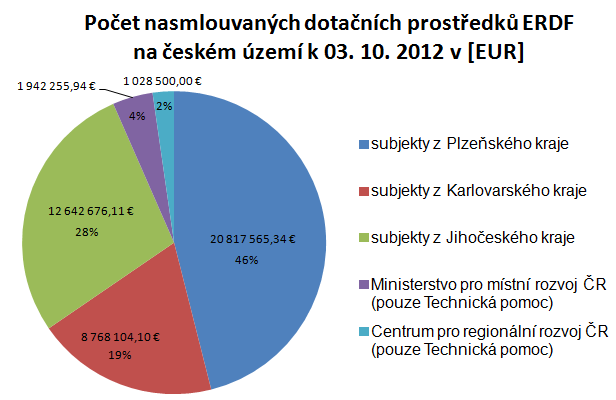 Počet nasmlouvaných dotačních prostředků ERDF
na českém území k 03. 10. 2012 v [EUR]
1 942 255,94 €
1 028 500,00 €
4%
2%
12 642 676,11 €
28%
20 817 565,34 €
46%
8 768 104,10 €
19%
subjekty z Plzeňského kraje
subjekty z Karlovarského kraje
subjekty z Jihočeského kraje
Ministerstvo pro místní rozvoj ČR
(pouze Technická pomoc)
Centrum pro regionální rozvoj ČR
(pouze Technická pomoc)